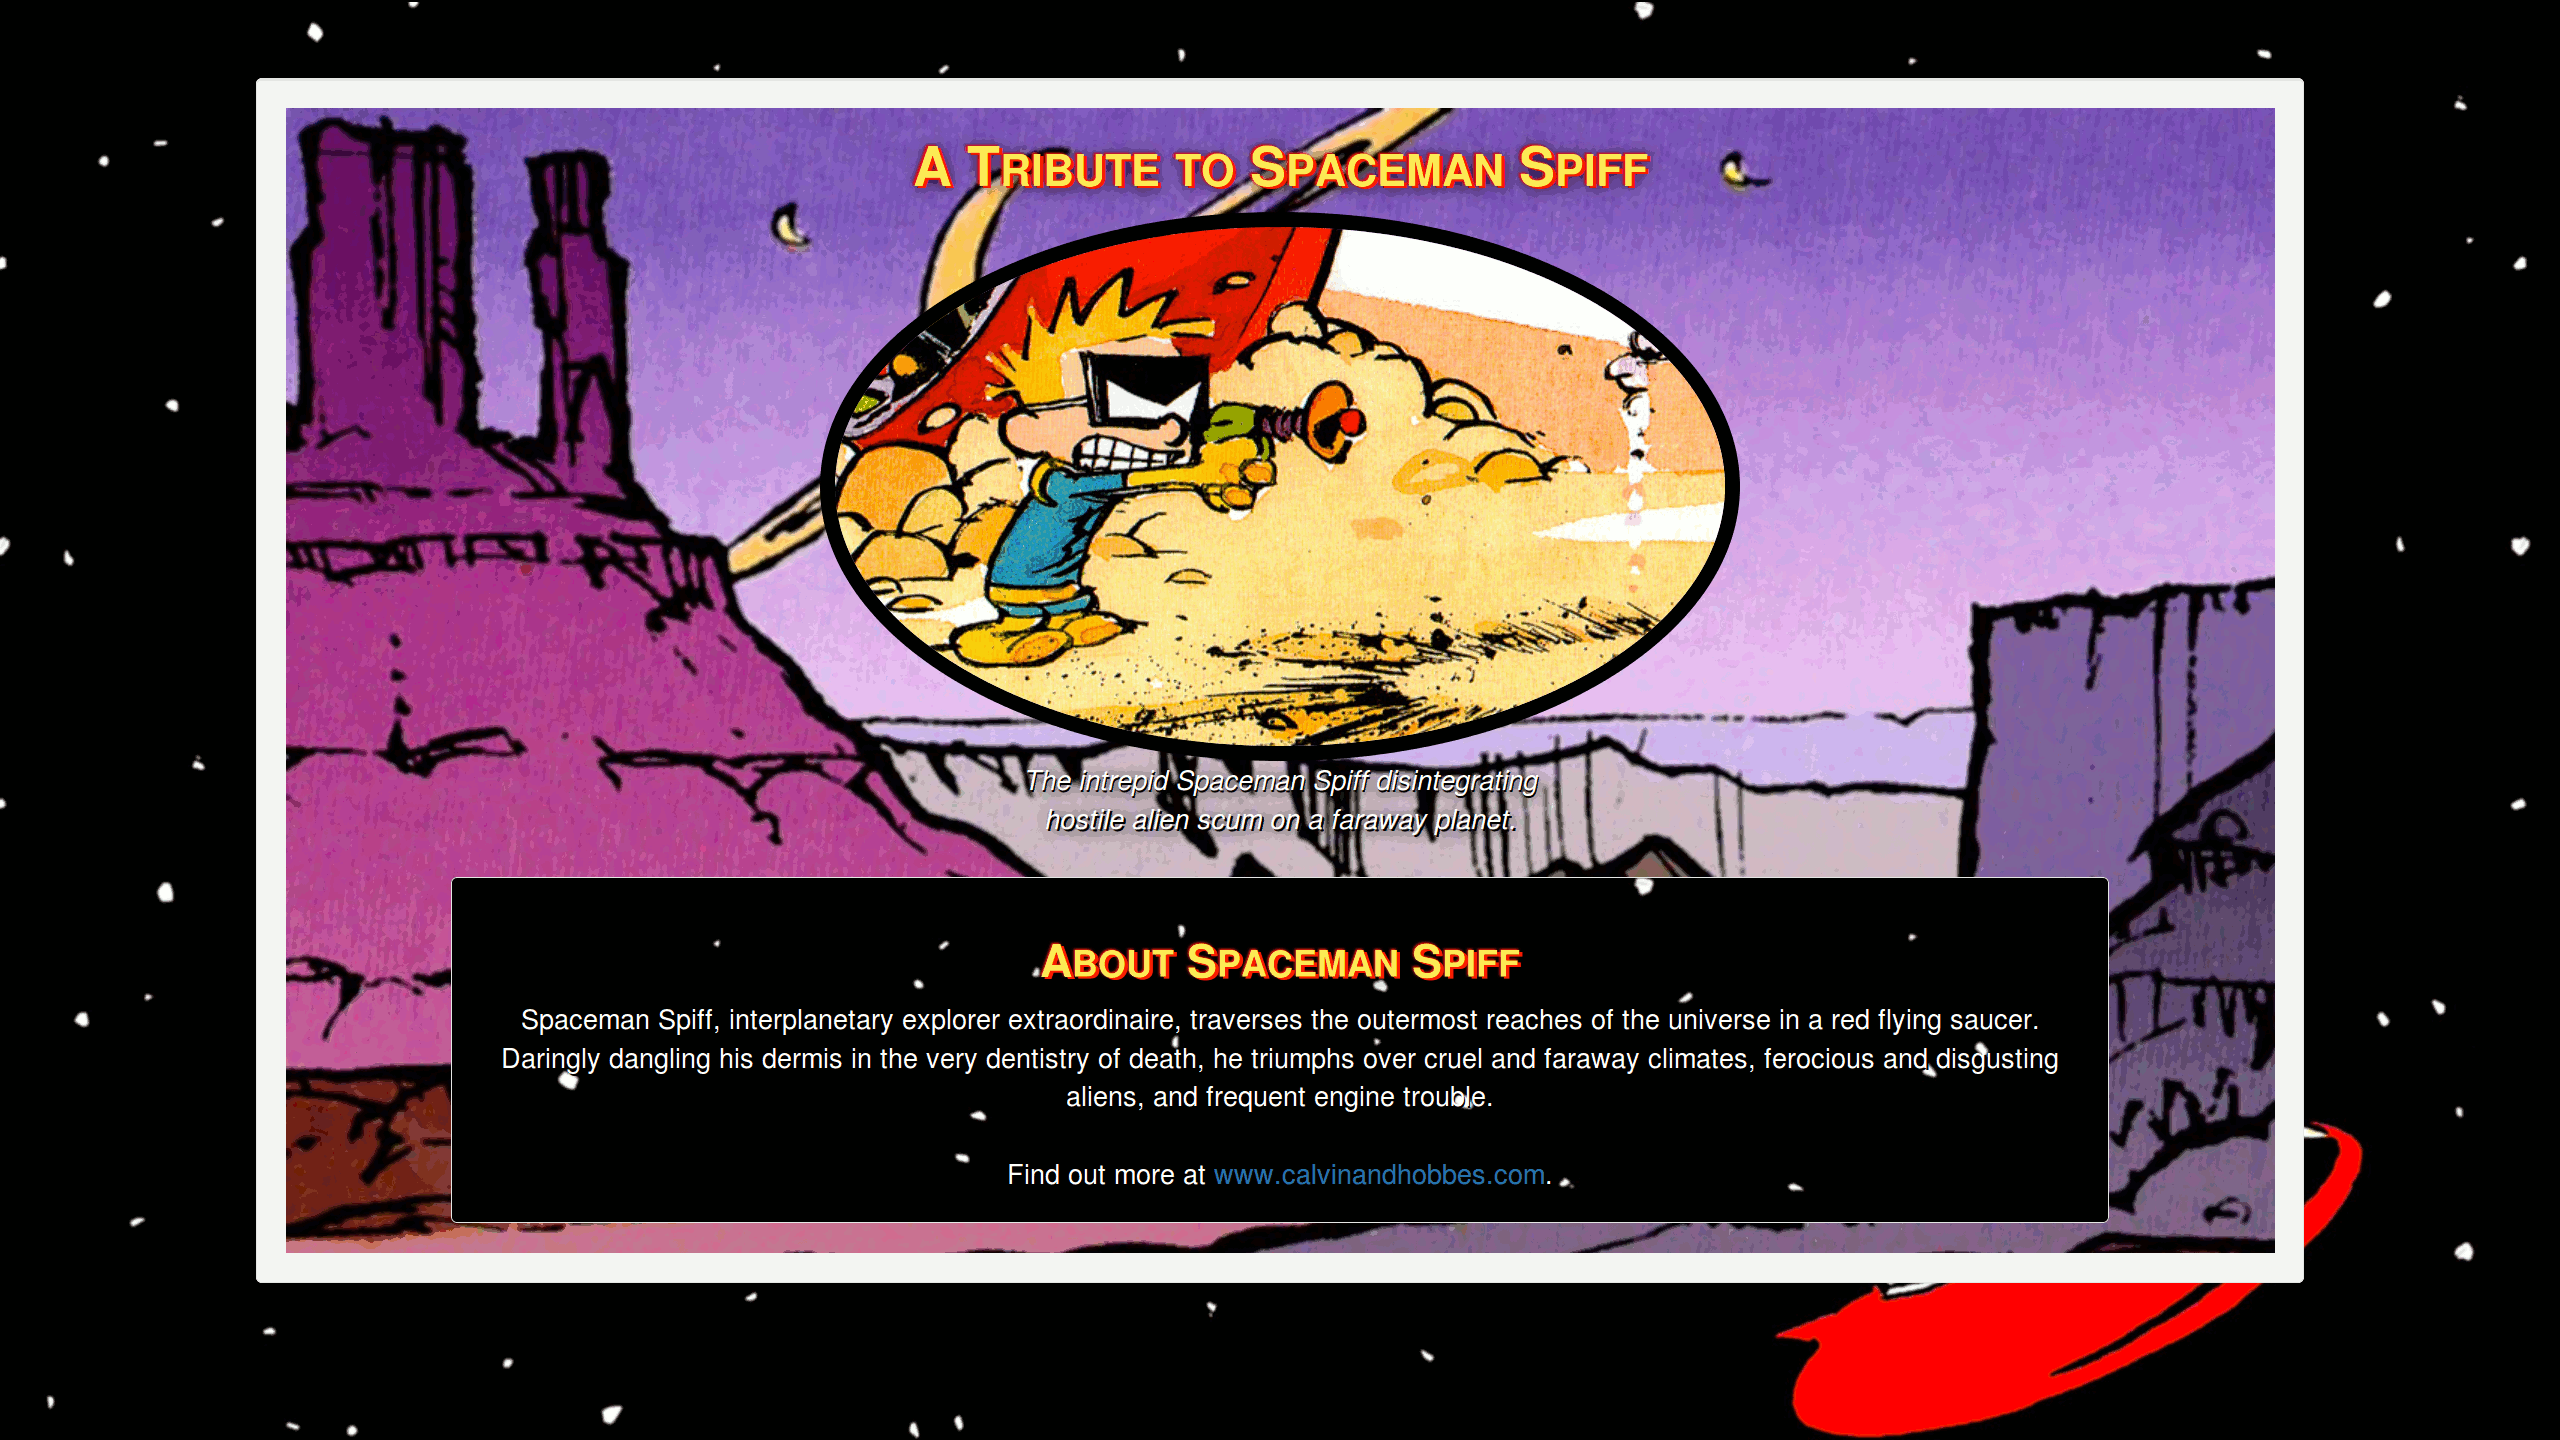 A Tribute to Spaceman Spiff
The intrepid Spaceman Spiff disintegrating
hostile alien scum on a faraway planet.
About Spaceman Spiff
Spaceman Spiff, interplanetary explorer extraordinaire, traverses the outermost reaches of the universe in a red flying saucer.
Daringly dangling his dermis in the very dentistry of death, he triumphs over cruel and faraway climates, ferocious and disgusting
aliens, and frequent engine trouble.
Find out more at www.calvinandhobbes.com.